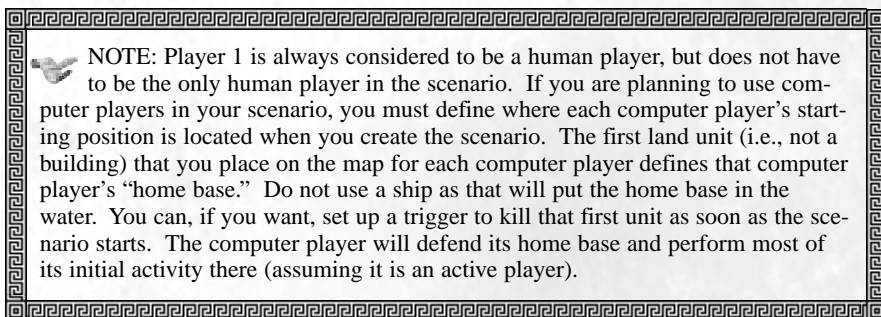 NOTE: Player 1 is always considered to be a human player, but does not have
to be the only human player in the scenario. If you are planning to use com-
puter players in your scenario, you must define where each computer player's start-
ing position is located when you create the scenario. The first land unit (i.e., not a
building) that you place on the map for each computer player defines that computer
player's “home base.” Do not use a ship as that will put the home base in the
water. You can, if you want, set up a trigger to kill that first unit as soon as the sce-
nario starts. The computer player will defend its home base and perform most of
its initial activity there (assuming it is an active player).